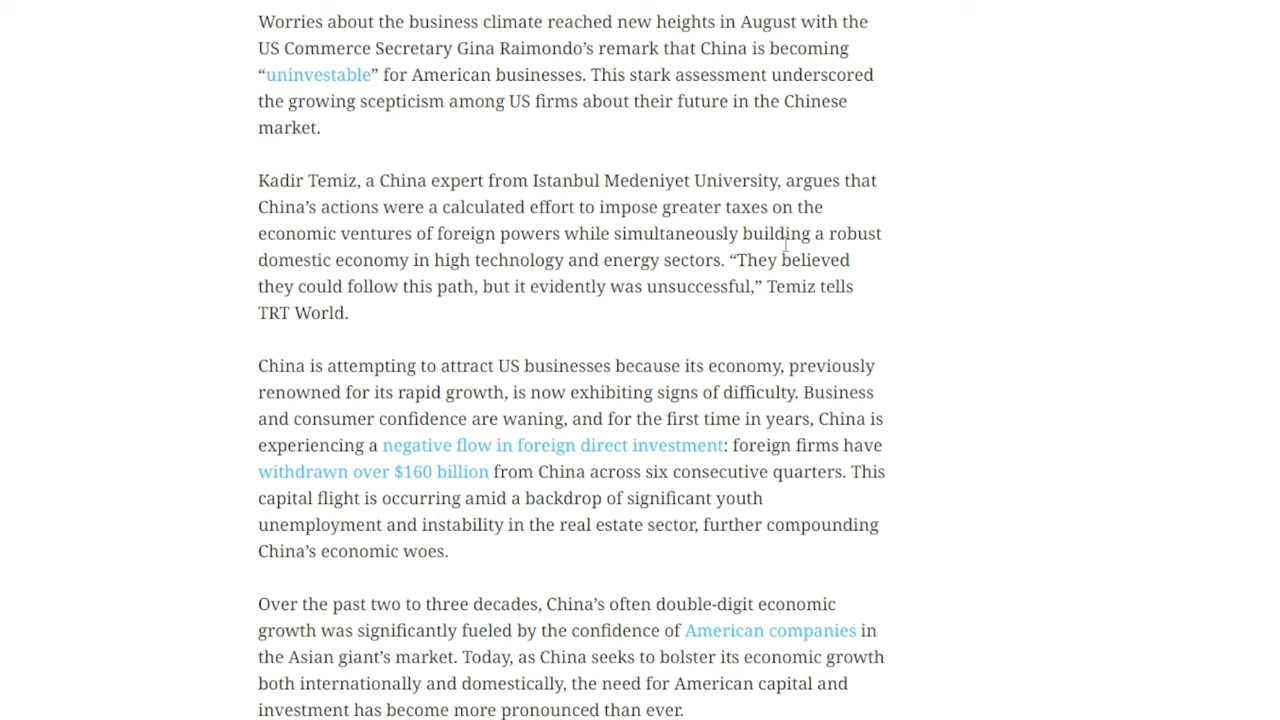 Worries about the business climate reached new heights in August with the
US Commerce Secretary Gina Raimondo’s remark that China is becoming
“uninvestable” for American businesses. This stark assessment underscored
the growing scepticism among US firms about their future in the Chinese
market.
Kadir Temiz, a China expert from Istanbul Medeniyet University, argues that
China’s actions were a calculated effort to impose greater taxes on the
economic ventures of foreign powers while simultaneously building a robust
domestic economy in high technology and energy sectors. “They believed
they could follow this path, but it evidently was unsuccessful,” Temiz tells
TRT World.
China is attempting to attract US businesses because its economy, previously
renowned for its rapid growth, is now exhibiting signs of difficulty. Business
and consumer confidence are waning, and for the first time in years, China is
experiencing a negative flow in foreign direct investment: foreign firms have
withdrawn over $160 billion from China across six consecutive quarters. This
capital flight is occurring amid a backdrop of significant youth
unemployment and instability in the real estate sector, further compounding
China’s economic woes.
Over the past two to three decades, China’s often double-digit economic
growth was significantly fueled by the confidence of American companies in
the Asian giant’s market. Today, as China seeks to bolster its economic growth
both internationally and domestically, the need for American capital and
investment has become more pronounced than ever.